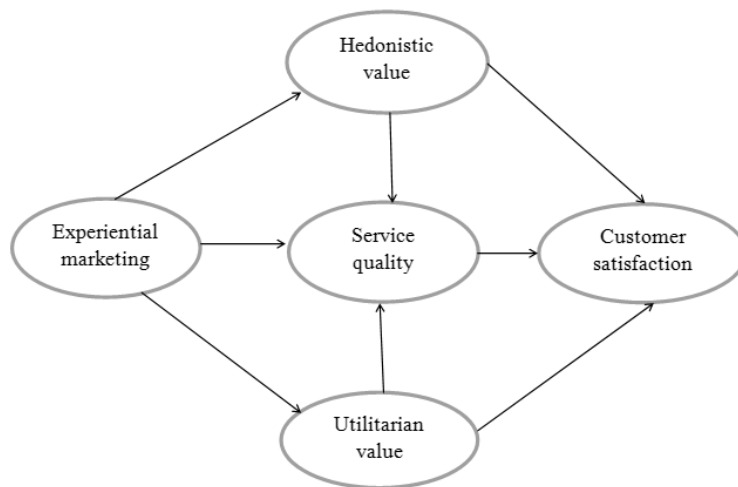 Hedonistic
value
Experiential
marketing
Service
quality
Customer
satisfaction
Utilitarian
value